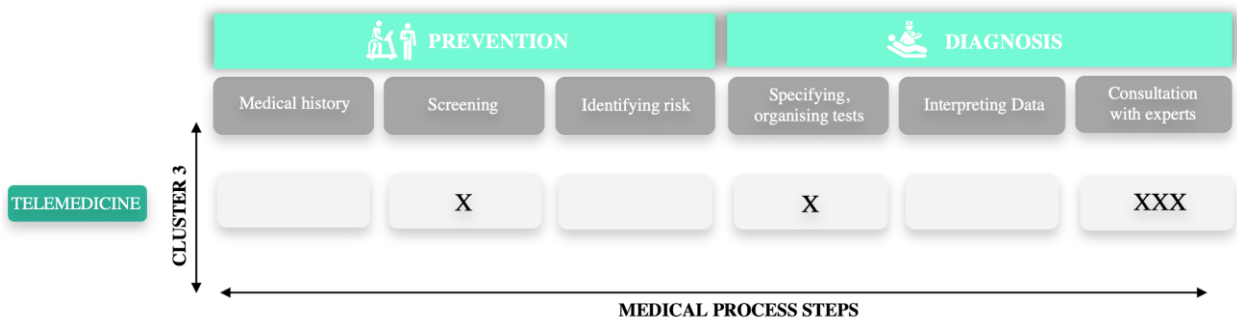 PREVENTION
DIAGNOSIS
Medical history
Screening
Identifying risk
Specifying,
organising tests
Interpreting Data
Consultation
with experts
TELEMEDICINE
CLUSTER 3
X
X
XXX
MEDICAL PROCESS STEPS